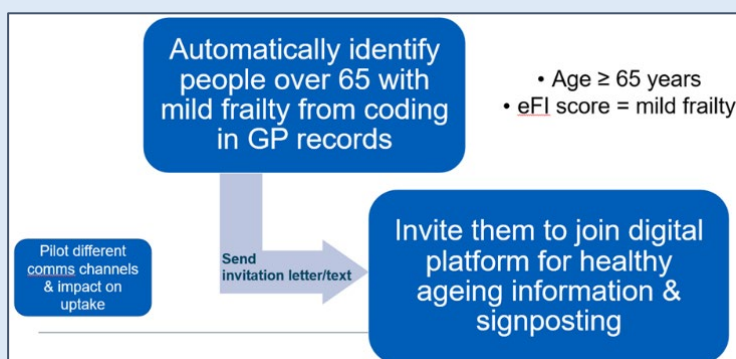 Automatically identify
people over 65 with
mild frailty from coding
in GP records
• Age ≥ 65 years
• eFI score = mild frailty
Send
invitation letter/text
Pilot different
comms channels
& impact on
uptake
Invite them to join digital
platform for healthy
ageing information &
signposting